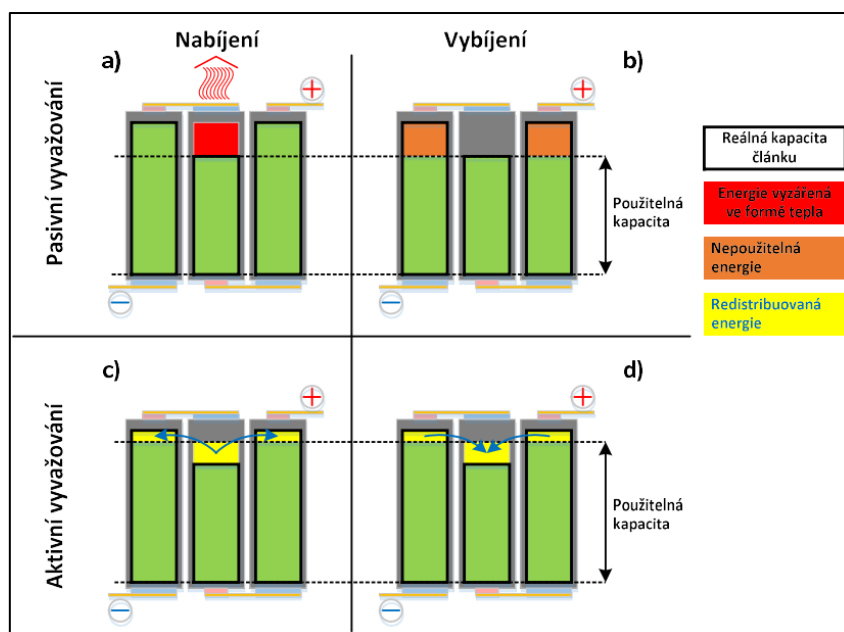 Nabíjení
Vybíjení
Pasivní vyvažování
a)
b)
Použitelná
kapacita
Reálná kapacita
článku
Energie vyzářená
ve formě tepla
Nepoužitelná
energie
Redistribuovaná
energie
Aktivní vyvažování
c)
d)
Použitelná
kapacita